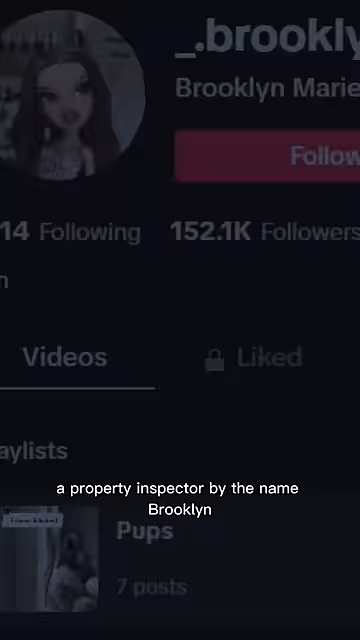 _.brookly
Brooklyn Marie
Follow
14 Following 152.1K Followers
n
Videos Liked
aylists
a property inspector by the name
Brooklyn
Pups
7 posts